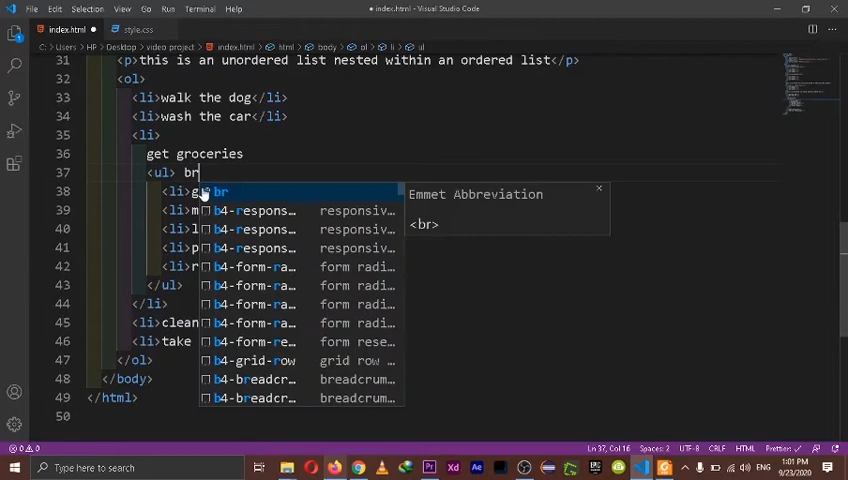 File Edit Selection View Go Run Terminal Help
● index.html - Visual Studio Code
index.html ●
style.css
C: > Users > HP > Desktop > video project > index.html > html > body > ol > li > ul
31 <p>this is an unordered list nested within an ordered list</p>
32 <ol>
33 <li>walk the dog</li>
34 <li>wash the car</li>
35 <li>
36 get groceries
37 <ul> br
38 <li>g
39 <li>m
40 <li>l
41 <li>p
42 <li>r
43 </ul>
44 </li>
45 <li>clean
46 <li>take
47 </ol>
48 </body>
49 </html>
50
br
b4-respons… responsiv…
b4-respons… responsiv…
b4-respons… responsiv…
b4-form-ra… form radi…
b4-form-ra… form radi…
b4-form-ra… form radi…
b4-form-ra… form radi…
b4-form-re… form rese…
b4-grid-row grid row …
b4-breadcr… breadcrum…
b4-breadcr… breadcrum…
Emmet Abbreviation
<br>
0 0
Ln 37, Col 16 Spaces: 2 UTF-8 CRLF HTML Prettier: ✓
Type here to search
ENG
1:01 PM
9/23/2020